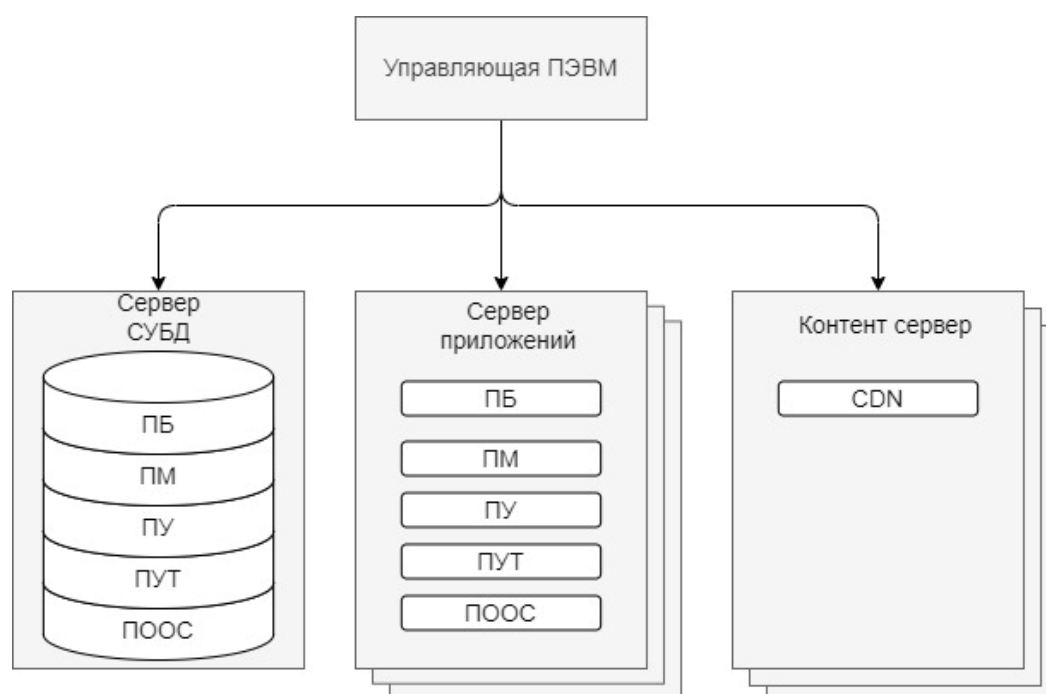 Управляющая ПЭВМ
Сервер
СУБД
ПБ
ПМ
ПУ
ПУТ
ПООС
Сервер
приложений
ПБ
ПМ
ПУ
ПУТ
ПООС
Контент сервер
CDN